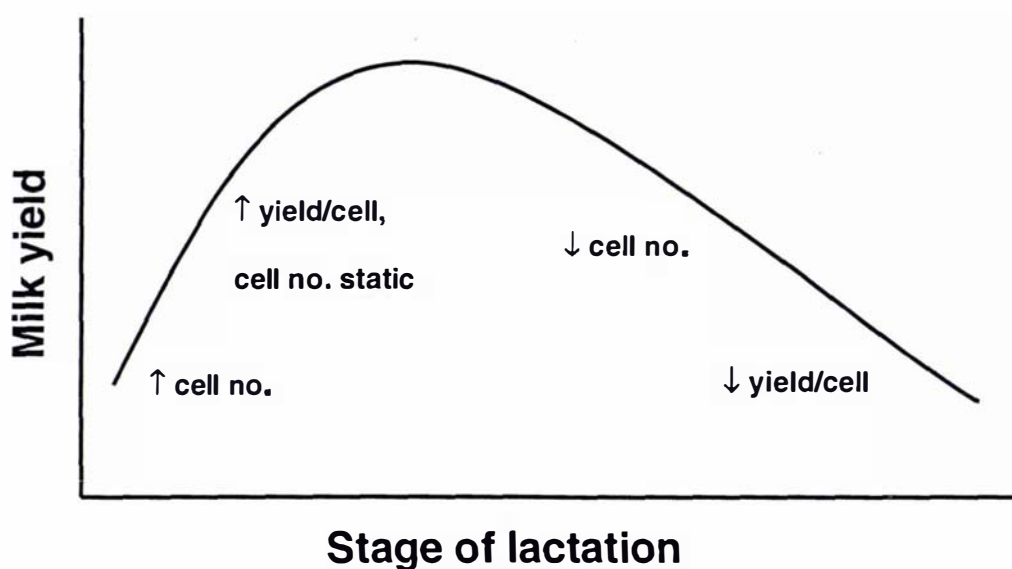 Milk yield
↑ yield/cell,
cell no. static
↓ cell no.
↑ cell no.
↓ yield/cell
Stage of lactation